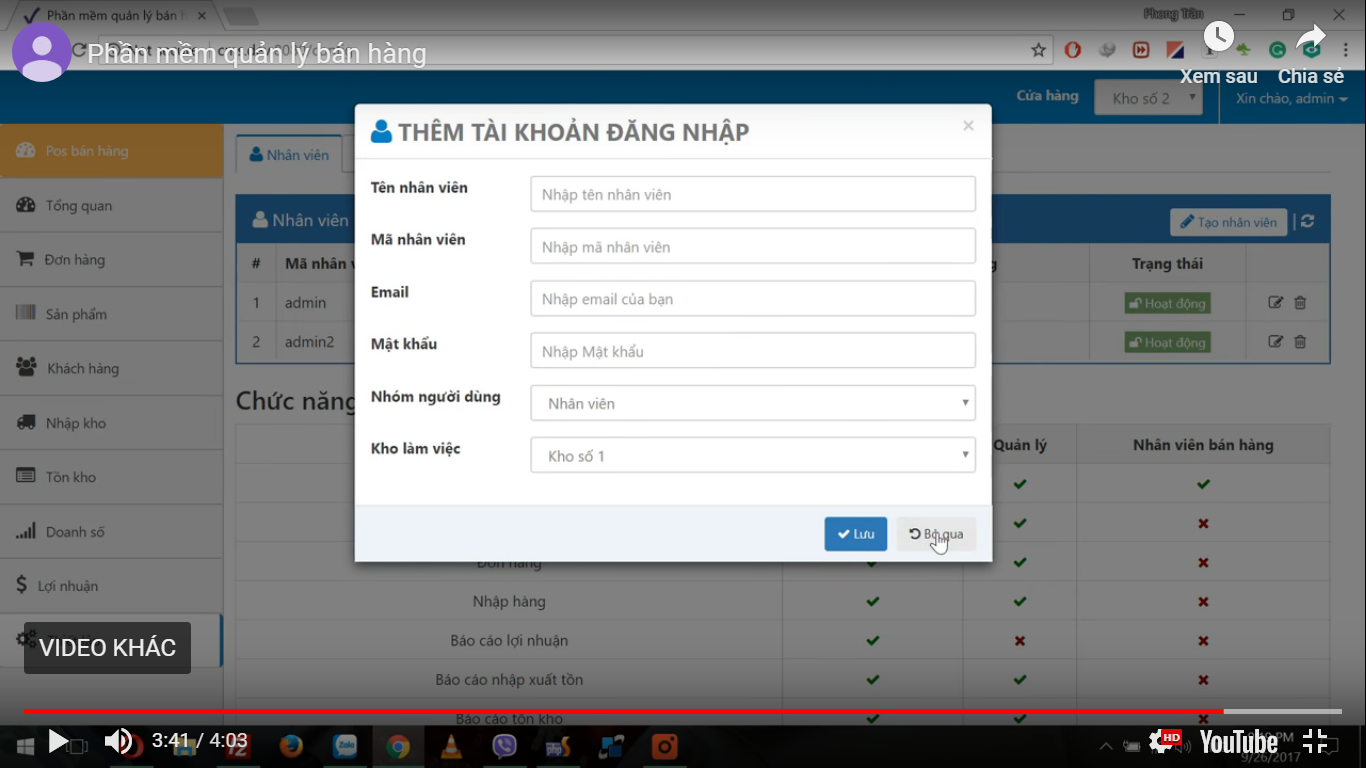 Phần mềm quản lý bán h
Phong Trần
Phần mềm quản lý bán hàng
Xem sau
Chia sẻ
Cửa hàng
Kho số 2
Xin chào, admin
Pos bán hàng
Tổng quan
Đơn hàng
Sản phẩm
Khách hàng
Nhập kho
Tồn kho
Doanh số
Lợi nhuận
VIDEO KHÁC
Nhân viên
Nhân viên
Tạo nhân viên
#
Mã nhân v
g
Trạng thái
1
admin
Hoạt động
2
admin2
Hoạt động
THÊM TÀI KHOẢN ĐĂNG NHẬP
×
Tên nhân viên
Nhập tên nhân viên
Mã nhân viên
Nhập mã nhân viên
Email
Nhập email của bạn
Mật khẩu
Nhập Mật khẩu
Nhóm người dùng
Nhân viên
Kho làm việc
Kho số 1
Lưu
Bỏ qua
Chức năng
Quản lý
Nhân viên bán hàng
Đơn hàng
Nhập hàng
Báo cáo lợi nhuận
Báo cáo nhập xuất tồn
Báo cáo tồn kho
3:41 / 4:03
Zalo
HD
YouTube
PM
9/26/2017